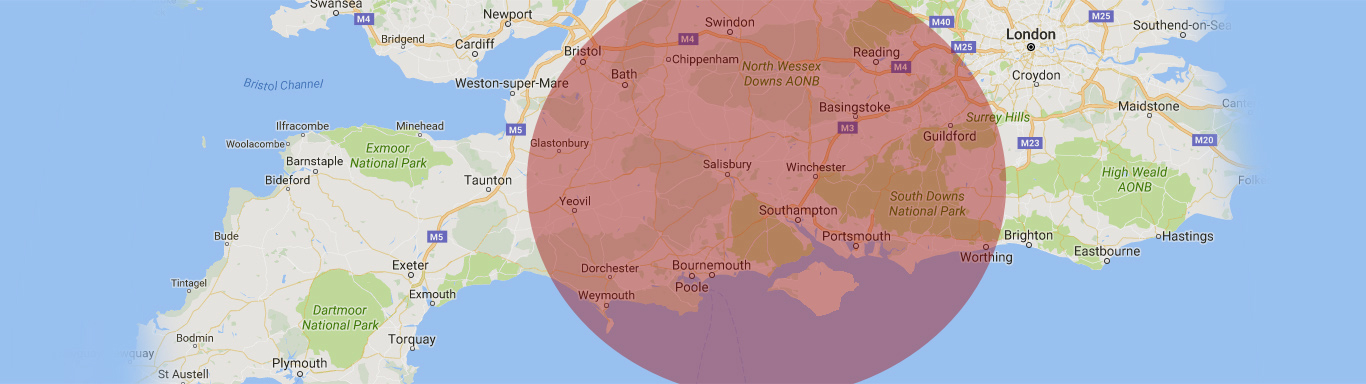 Swansea
M4
Newport
Swindon
M40
M25
Southend-on-Sea
Bridgend
Cardiff
Bristol
M4
Reading
M25
London
Bath
Chippenham
North Wessex
Downs AONB
M4
Croydon
Bristol Channel
Weston-super-Mare
Basingstoke
Maidstone
Surrey Hills
Ilfracombe
Minehead
M5
M3
Guildford
M23
M20
Woolacombe
Glastonbury
Exmoor
National Park
Barnstaple
Salisbury
Winchester
High Weald
AONB
Bideford
Taunton
Yeovil
South Downs
National Park
Southampton
Bude
M5
Portsmouth
Brighton
Hastings
Worthing
Eastbourne
Exeter
Dorchester
Bournemouth
Tintagel
Poole
Exmouth
Weymouth
Dartmoor
National Park
Bodmin
Torquay
Plymouth
St Austell